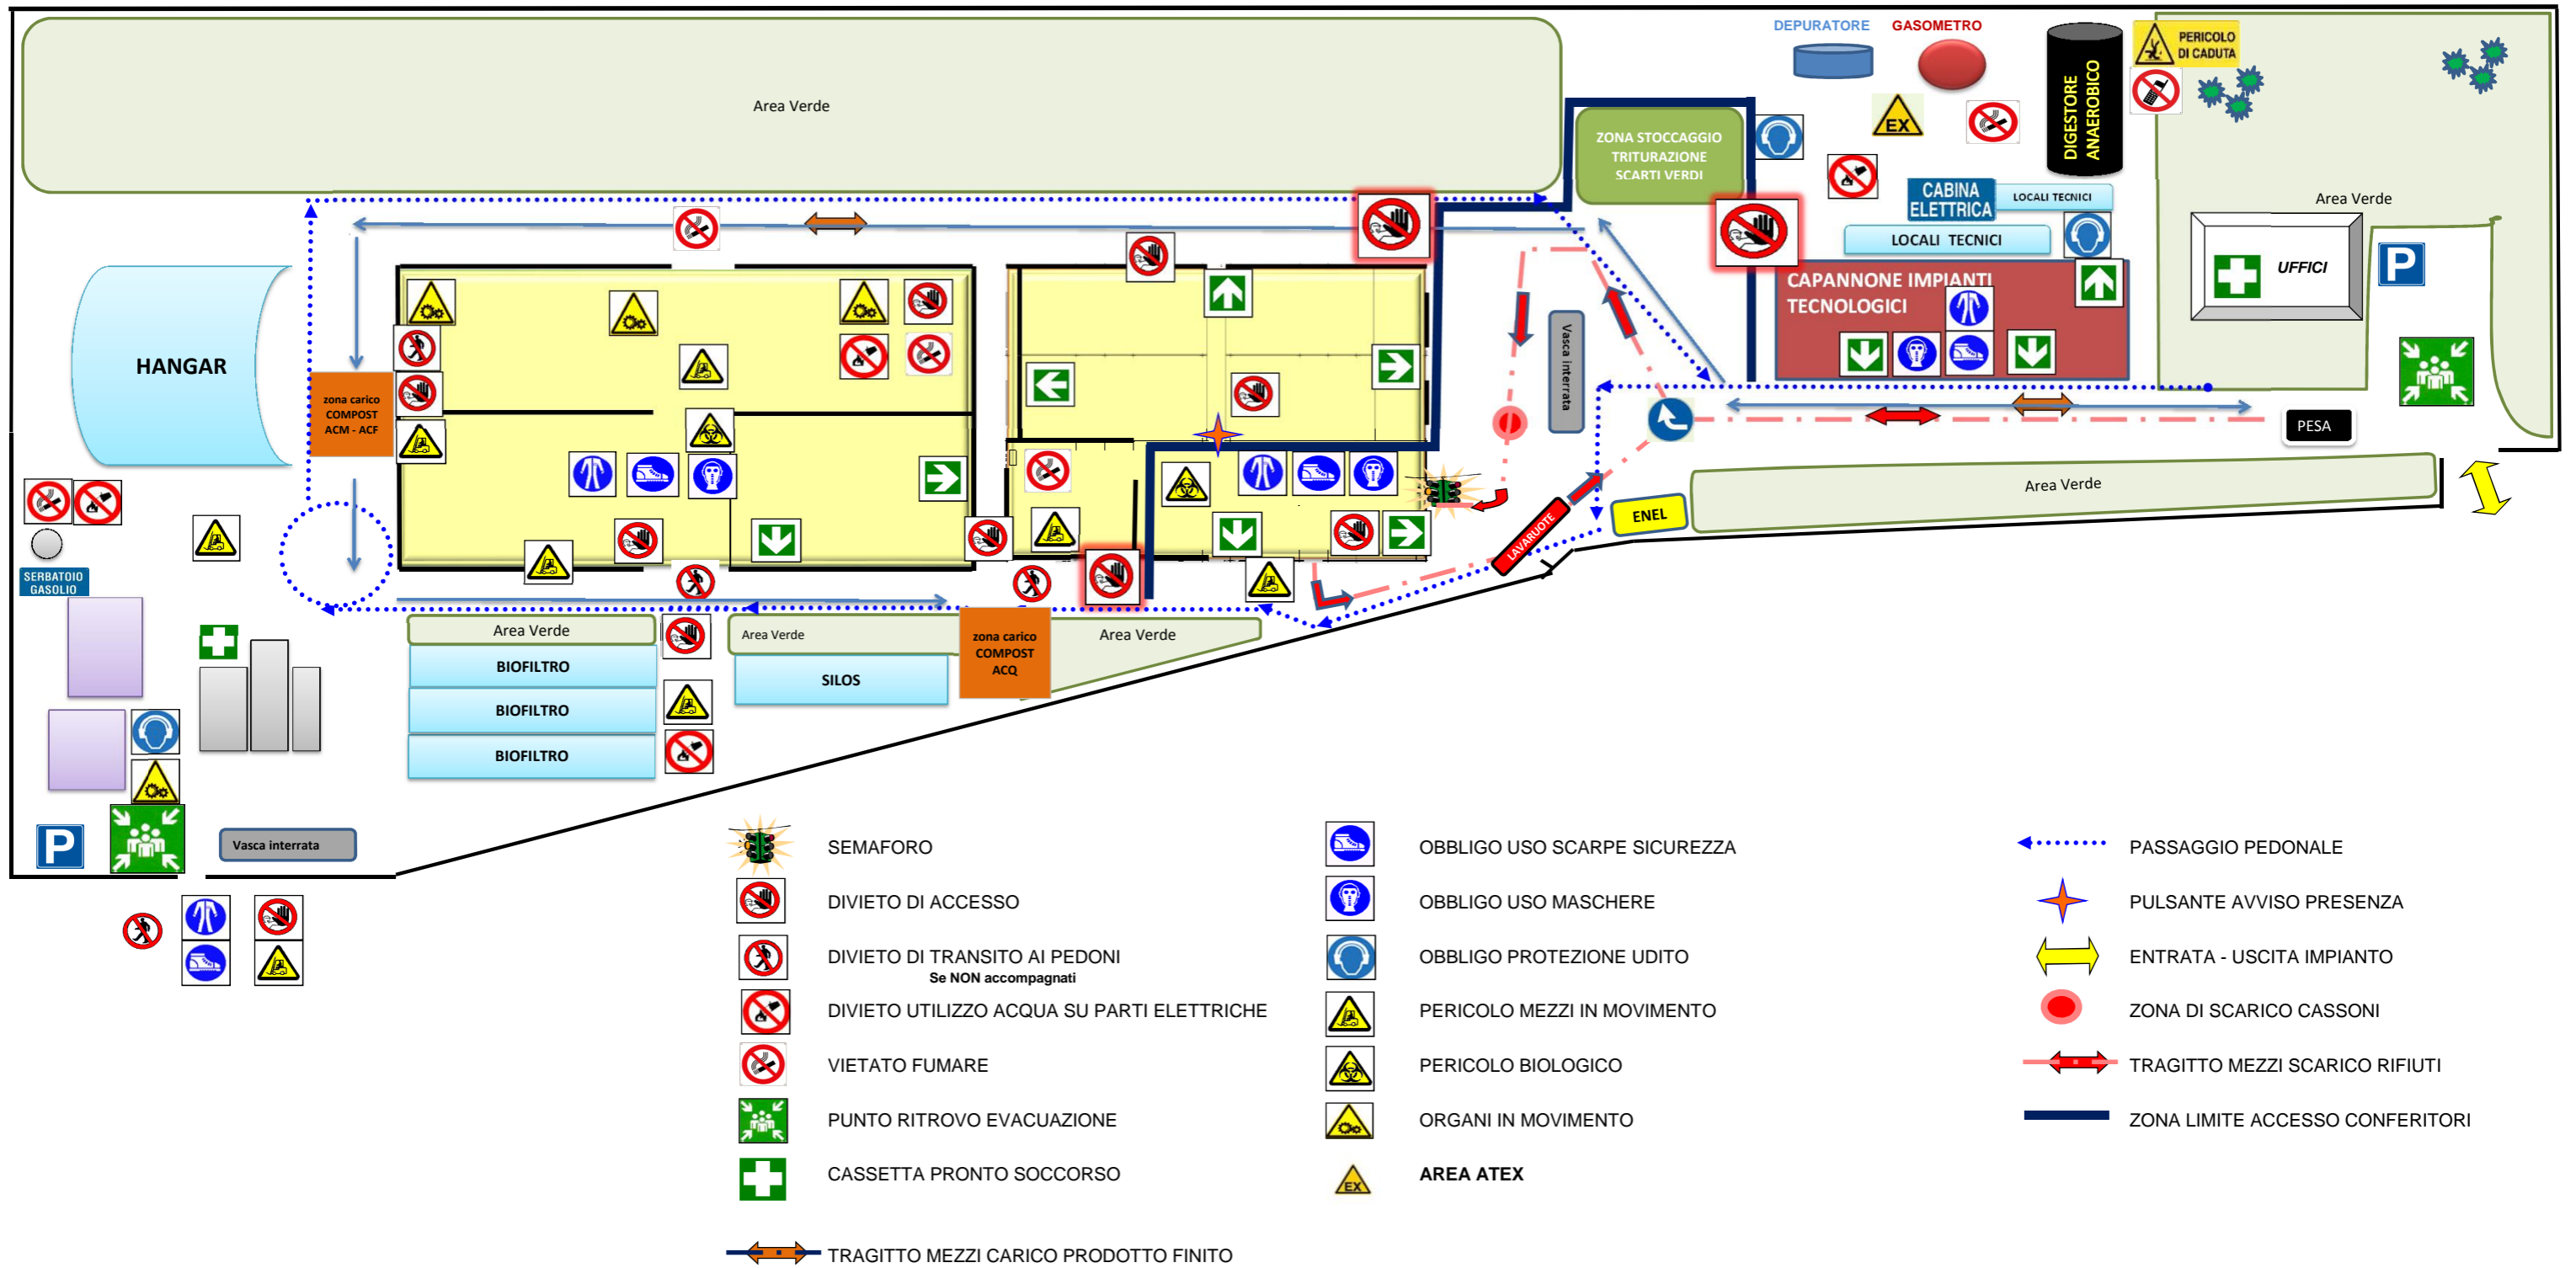 DEPURATORE
GASOMETRO
DIGESTORE
ANAEROBICO
PERICOLO
DI CADUTA
Area Verde
ZONA STOCCAGGIO
TRITURAZIONE
SCARTI VERDI
EX
CABINA
ELETTRICA
LOCALI TECNICI
LOCALI TECNICI
Area Verde
UFFICI
P
CAPANNONE IMPIANTI
TECNOLOGICI
HANGAR
zona carico
COMPOST
ACM - ACF
Vasca interrata
PESA
Area Verde
ENEL
LAVARUOTE
SERBATOIO
GASOLIO
Area Verde
BIOFILTRO
BIOFILTRO
BIOFILTRO
Area Verde
SILOS
zona carico
COMPOST
ACQ
Area Verde
P
Vasca interrata
SEMAFORO
DIVIETO DI ACCESSO
DIVIETO DI TRANSITO AI PEDONI
Se NON accompagnati
DIVIETO UTILIZZO ACQUA SU PARTI ELETTRICHE
VIETATO FUMARE
PUNTO RITROVO EVACUAZIONE
CASSETTA PRONTO SOCCORSO
TRAGITTO MEZZI CARICO PRODOTTO FINITO
OBBLIGO USO SCARPE SICUREZZA
OBBLIGO USO MASCHERE
OBBLIGO PROTEZIONE UDITO
PERICOLO MEZZI IN MOVIMENTO
PERICOLO BIOLOGICO
ORGANI IN MOVIMENTO
EX
AREA ATEX
PASSAGGIO PEDONALE
PULSANTE AVVISO PRESENZA
ENTRATA - USCITA IMPIANTO
ZONA DI SCARICO CASSONI
TRAGITTO MEZZI SCARICO RIFIUTI
ZONA LIMITE ACCESSO CONFERITORI